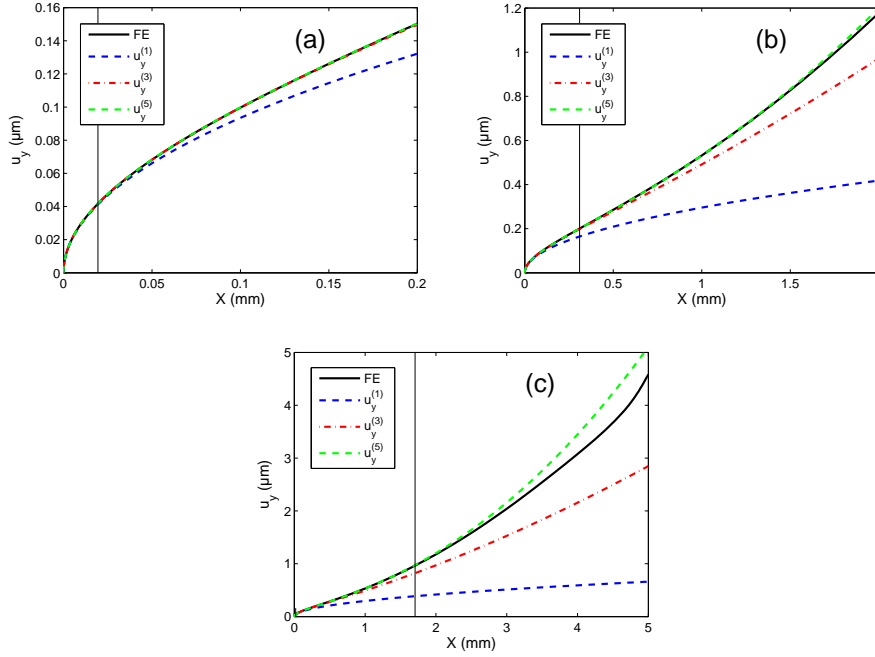 (a)
0.16
0.14
0.12
0.1
0.08
0.06
0.04
0.02
0
u_y (μm)
FE
u_y^(1)
u_y^(3)
u_y^(5)
0 0.05 0.1 0.15 0.2
X (mm)
(b)
1.2
1
0.8
0.6
0.4
0.2
0
u_y (μm)
FE
u_y^(1)
u_y^(3)
u_y^(5)
0 0.5 1 1.5
X (mm)
(c)
5
4
3
2
1
0
u_y (μm)
FE
u_y^(1)
u_y^(3)
u_y^(5)
0 1 2 3 4 5
X (mm)